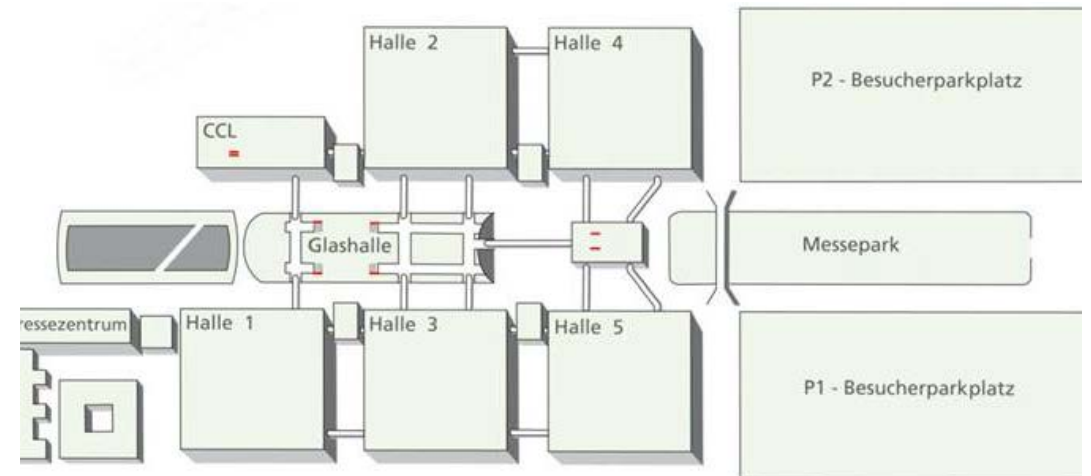 Halle 2
Halle 4
P2 - Besucherparkplatz
CCL
Glashalle
Messepark
ressezentrum
Halle 1
Halle 3
Halle 5
P1 - Besucherparkplatz